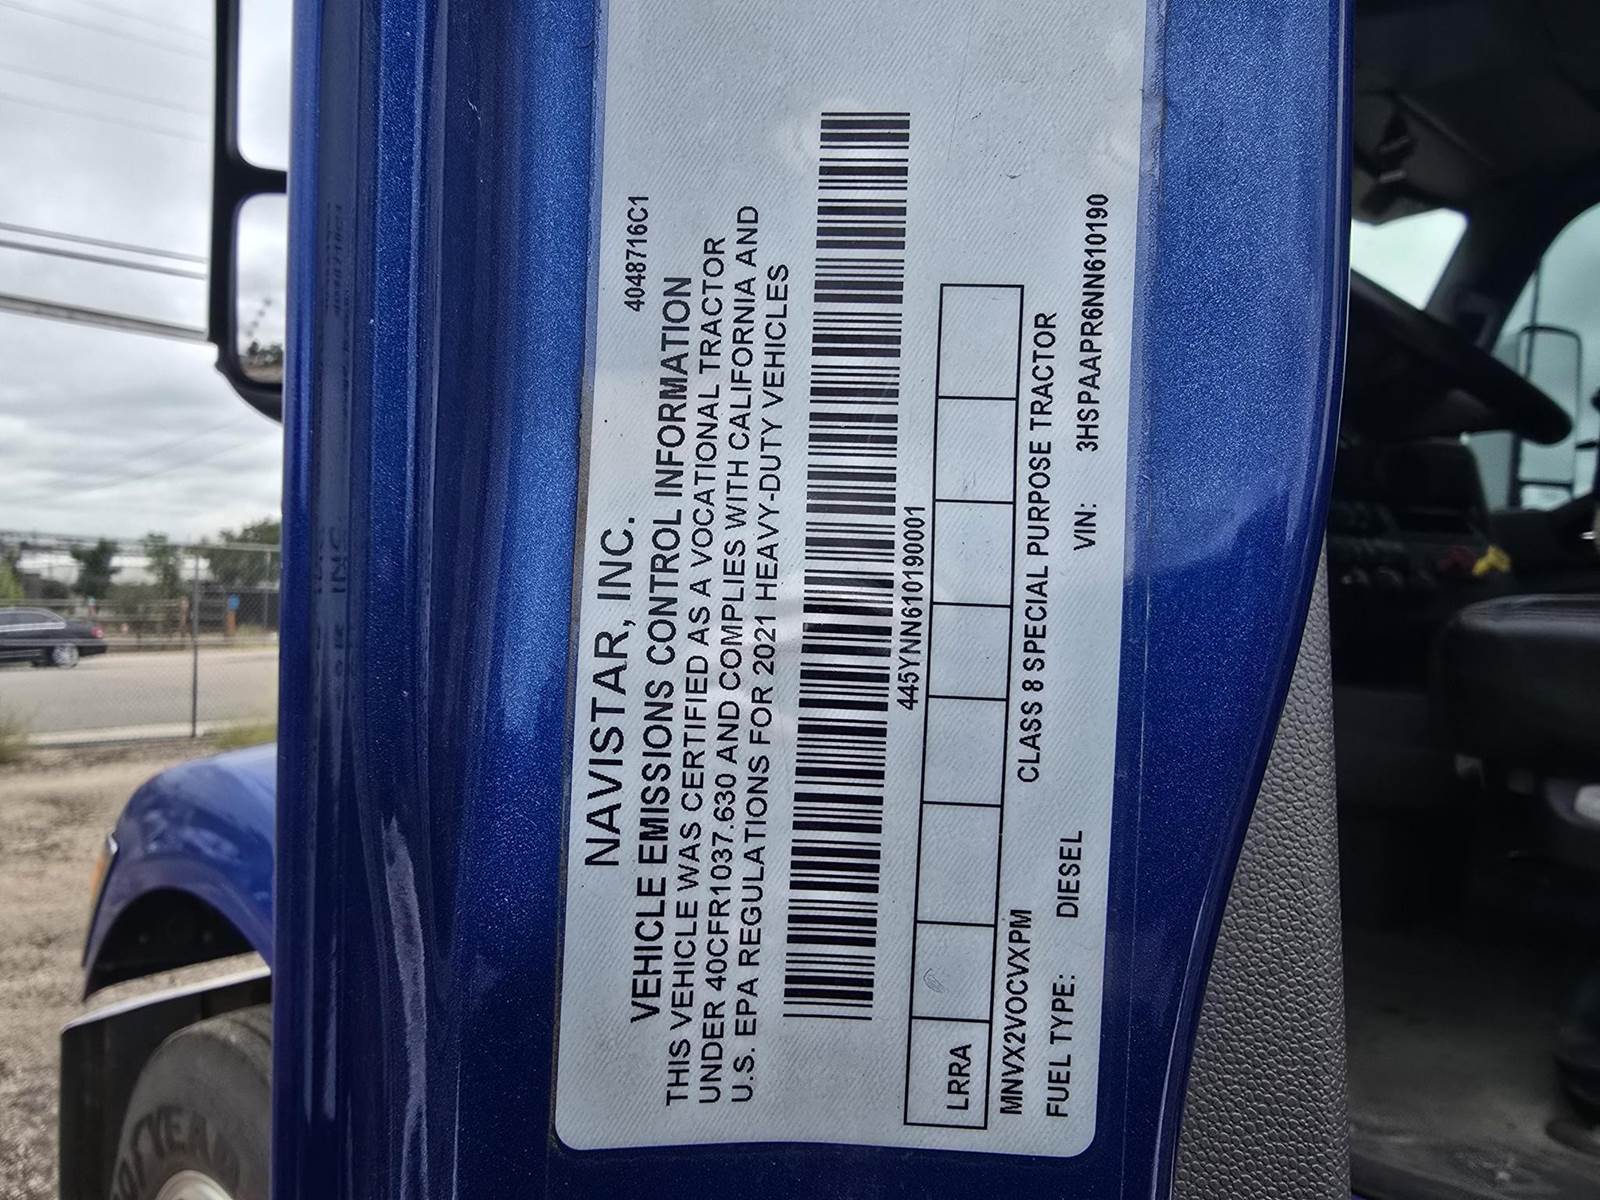 4048716C1
NAVISTAR, INC.
VEHICLE EMISSIONS CONTROL INFORMATION
THIS VEHICLE WAS CERTIFIED AS A VOCATIONAL TRACTOR
UNDER 40CFR1037.630 AND COMPLIES WITH CALIFORNIA AND
U.S. EPA REGULATIONS FOR 2021 HEAVY-DUTY VEHICLES
445YNN610190001
LRRA
MNVX2VOCVXPM CLASS 8 SPECIAL PURPOSE TRACTOR
FUEL TYPE: DIESEL VIN: 3HSPAAPR6NN610190